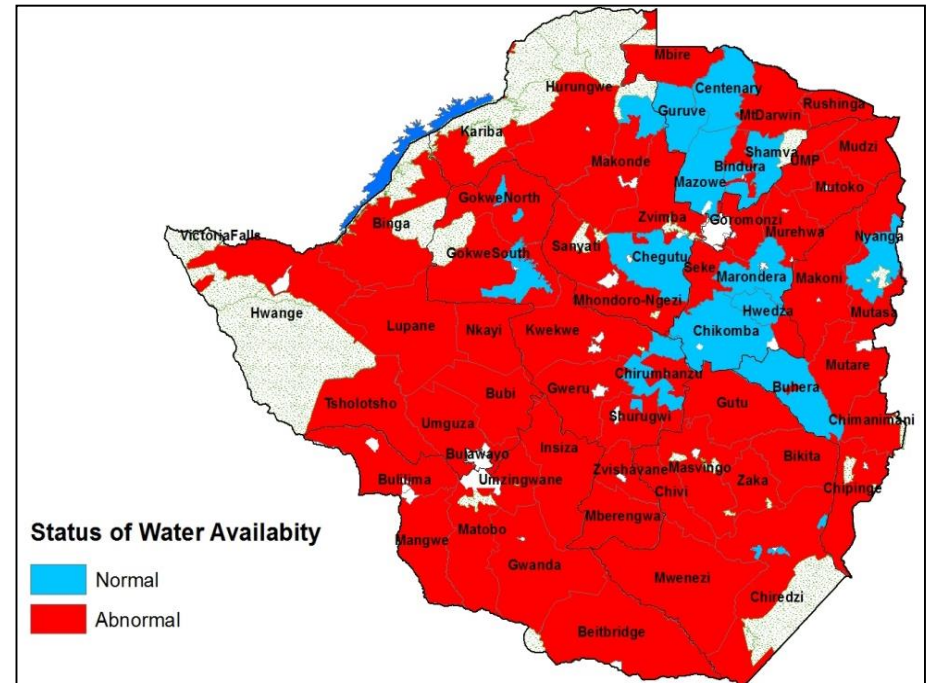 Mbire
Hurungwe
Centenary
Guruve
MtDarwin
Rushinga
Kariba
Shamva
Mudzi
Makonde
Bindura
UMP
Mazowe
Mutoko
GokweNorth
Zvimba
Goromonzi
Binga
Murehwa
Nyanga
VictoriaFalls
GokweSouth
Sanyati
Chegutu
Seke
Marondera
Makoni
Mhondoro-Ngezi
Hwange
Hwedza
Mutasa
Lupane
Nkayi
Kwekwe
Chikomba
Mutare
Chirumhanzu
Gweru
Buhera
Bubi
Tsholotsho
Shurugwi
Gutu
Chimanimani
Umguza
Insiza
Bikita
Bulawayo
Zvishavane
Masvingo
Bulilima
Umzingwane
Zaka
Chipinge
Chivi
Mberengwa
Matobo
Mangwe
Gwanda
Mwenezi
Chiredzi
Beitbridge
Status of Water Availabity
Normal
Abnormal